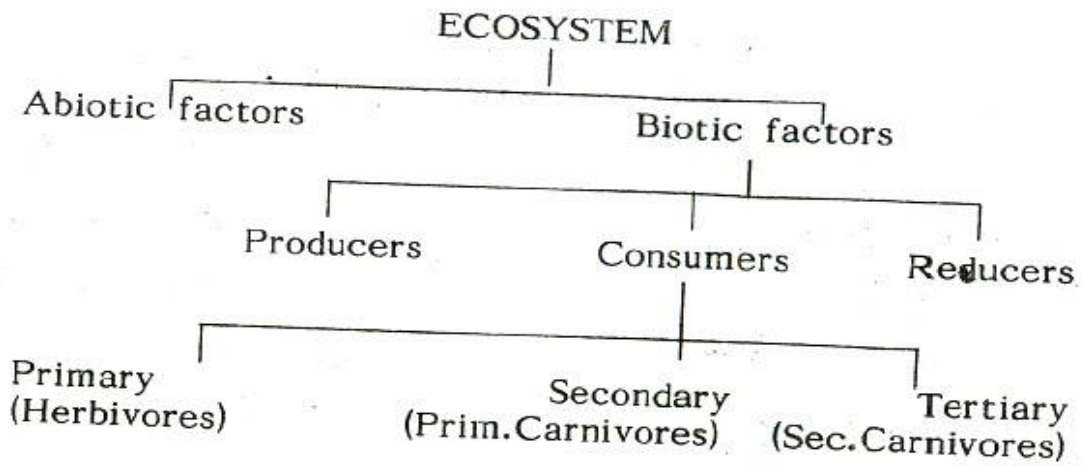 ECOSYSTEM
Abiotic factors
Biotic factors
Producers
Consumers
Reducers
Primary
(Herbivores)
Secondary
(Prim.Carnivores)
Tertiary
(Sec.Carnivores)